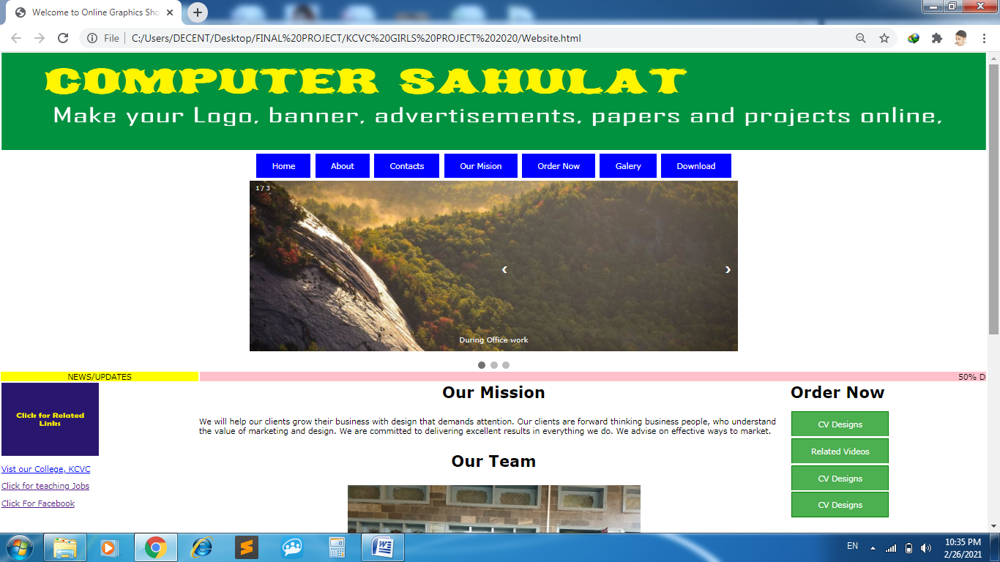 Welcome to Online Graphics Sho
File
C:/Users/DECENT/Desktop/FINAL%20PROJECT/KCVC%20GIRLS%20PROJECT%202020/Website.html
COMPUTER SAHULAT
Make your Logo, banner, advertisements, papers and projects online,
Home
About
Contacts
Our Mision
Order Now
Galery
Download
1 / 3
‹
›
During Office work
NEWS/UPDATES
50% D
Click for Related
Links
Vist our College, KCVC
Click for teaching Jobs
Click For Facebook
Our Mission
We will help our clients grow their business with design that demands attention. Our clients are forward thinking business people, who understand
the value of marketing and design. We are committed to delivering excellent results in everything we do. We advise on effective ways to market.
Our Team
Order Now
CV Designs
Related Videos
CV Designs
CV Designs
EN
10:35 PM
2/26/2021